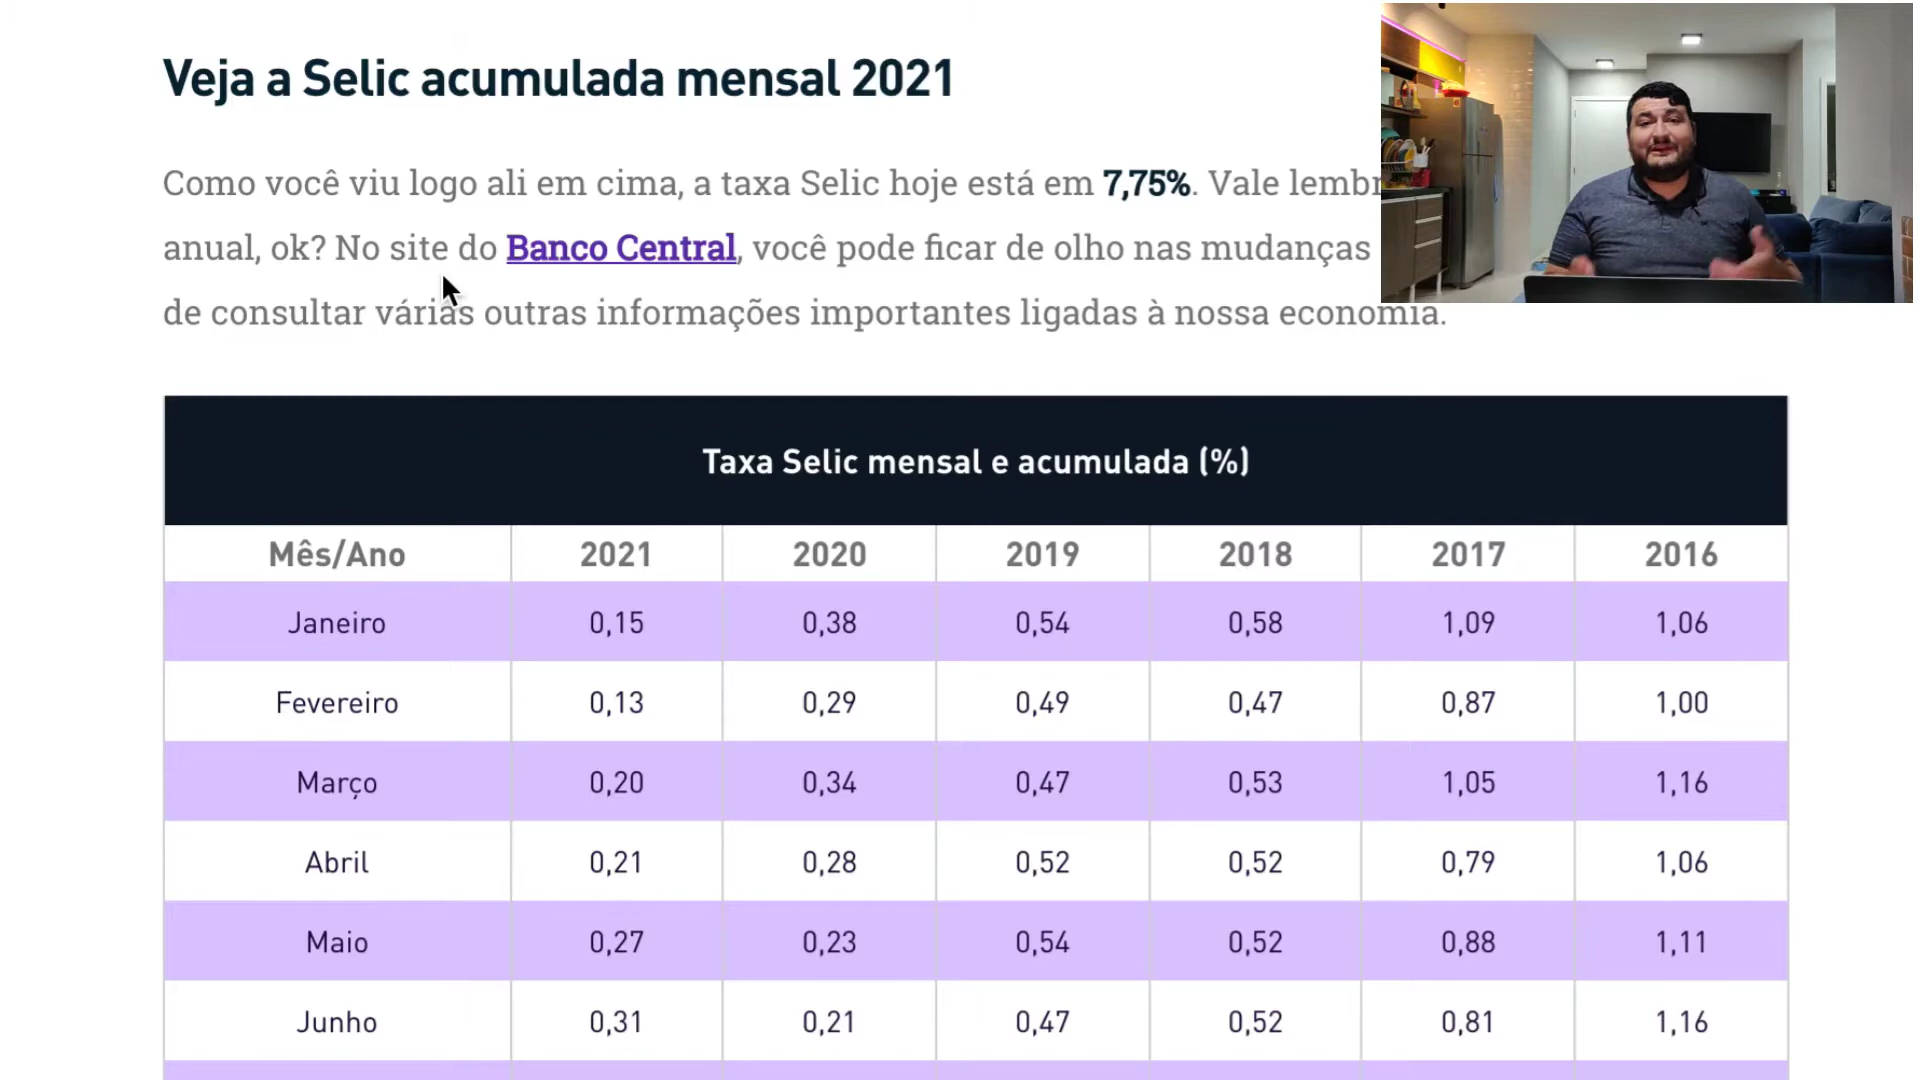 Veja a Selic acumulada mensal 2021
Como você viu logo ali em cima, a taxa Selic hoje está em 7,75%. Vale
anual, ok? No site do Banco Central, você pode ficar de olho nas mudanças
de consultar várias outras informações importantes ligadas à nossa economia.
Taxa Selic mensal e acumulada (%)
Mês/Ano 2021 2020 2019 2018 2017 2016
Janeiro 0,15 0,38 0,54 0,58 1,09 1,06
Fevereiro 0,13 0,29 0,49 0,47 0,87 1,00
Março 0,20 0,34 0,47 0,53 1,05 1,16
Abril 0,21 0,28 0,52 0,52 0,79 1,06
Maio 0,27 0,23 0,54 0,52 0,88 1,11
Junho 0,31 0,21 0,47 0,52 0,81 1,16